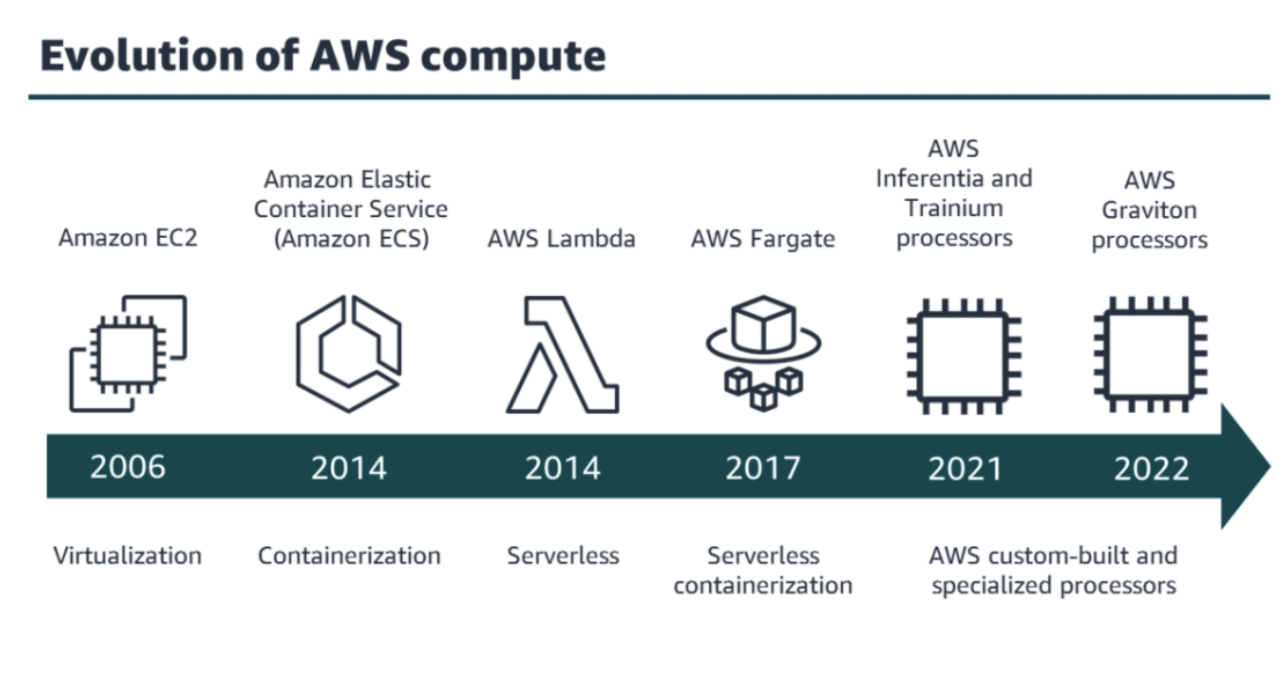 Evolution of AWS compute
Amazon EC2
Amazon Elastic
Container Service
(Amazon ECS)
AWS Lambda
AWS Fargate
AWS
Inferentia and
Trainium
processors
AWS
Graviton
processors
2006
2014
2014
2017
2021
2022
Virtualization
Containerization
Serverless
Serverless
containerization
AWS custom-built and
specialized processors